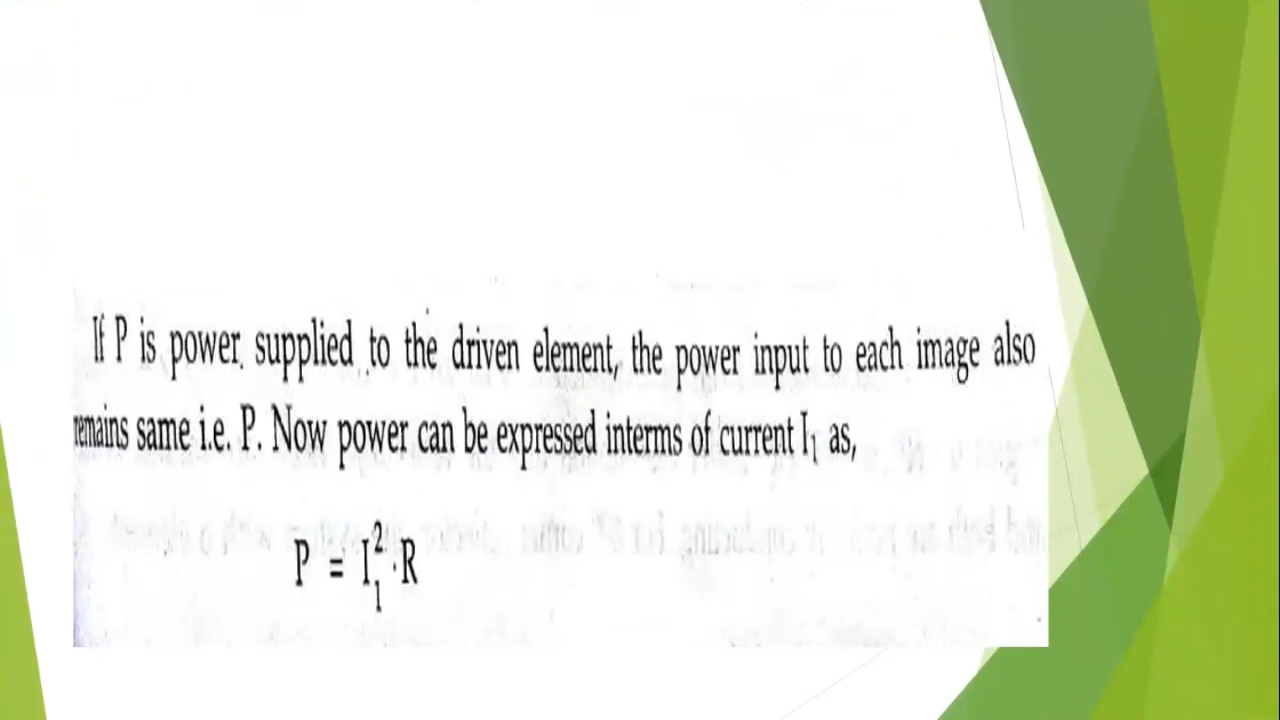 If P is power supplied to the driven element, the power input to each image also
remains same i.e. P. Now power can be expressed interms of current I₁ as,
P = I₁² · R